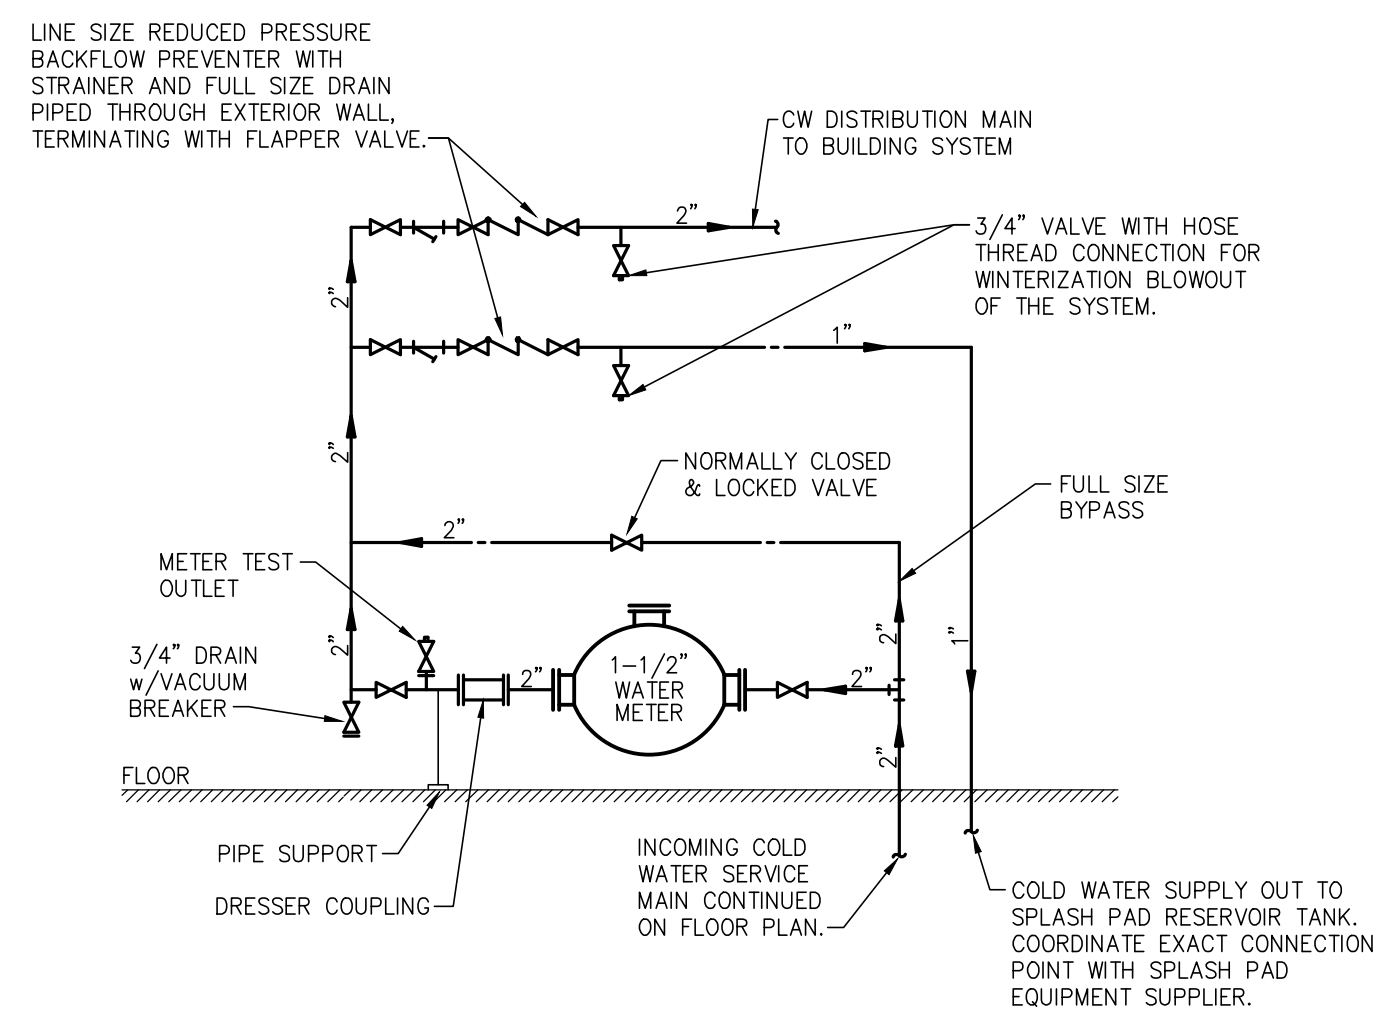 LINE SIZE REDUCED PRESSURE
BACKFLOW PREVENTER WITH
STRAINER AND FULL SIZE DRAIN
PIPED THROUGH EXTERIOR WALL,
TERMINATING WITH FLAPPER VALVE.
CW DISTRIBUTION MAIN
TO BUILDING SYSTEM
2"
3/4" VALVE WITH HOSE
THREAD CONNECTION FOR
WINTERIZATION BLOWOUT
OF THE SYSTEM.
2"
1"
2"
NORMALLY CLOSED
& LOCKED VALVE
FULL SIZE
BYPASS
2"
METER TEST
OUTLET
2"
3/4" DRAIN
w/VACUUM
BREAKER
2"
1-1/2"
WATER
METER
2"
2"
1"
2"
FLOOR
PIPE SUPPORT
DRESSER COUPLING
INCOMING COLD
WATER SERVICE
MAIN CONTINUED
ON FLOOR PLAN.
COLD WATER SUPPLY OUT TO
SPLASH PAD RESERVOIR TANK.
COORDINATE EXACT CONNECTION
POINT WITH SPLASH PAD
EQUIPMENT SUPPLIER.